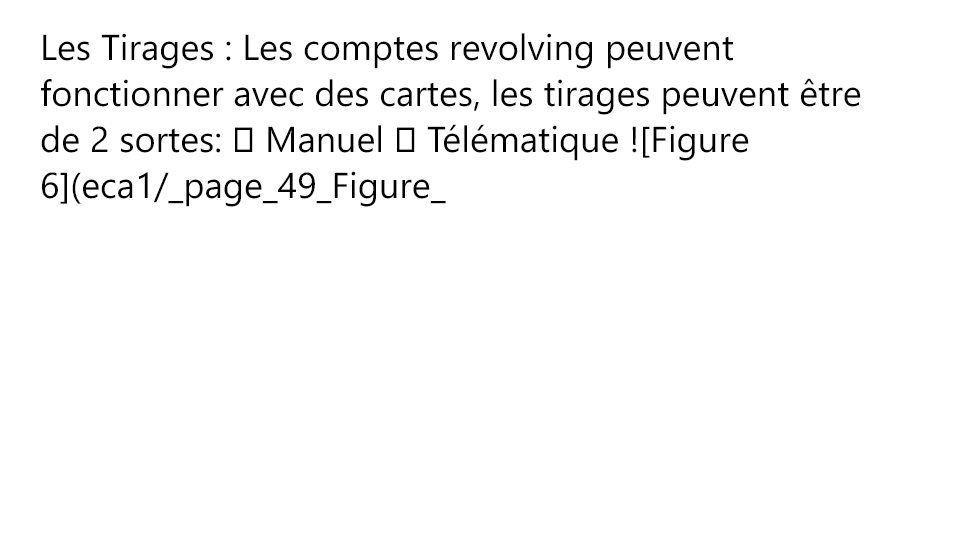 Les Tirages : Les comptes revolving peuvent
fonctionner avec des cartes, les tirages peuvent être
de 2 sortes: □ Manuel □ Télématique ![Figure
6](eca1/_page_49_Figure_